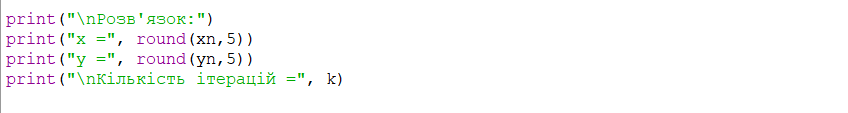 print("\nРозв'язок:")
print("x =", round(xn,5))
print("y =", round(yn,5))
print("\nКількість ітерацій =", k)